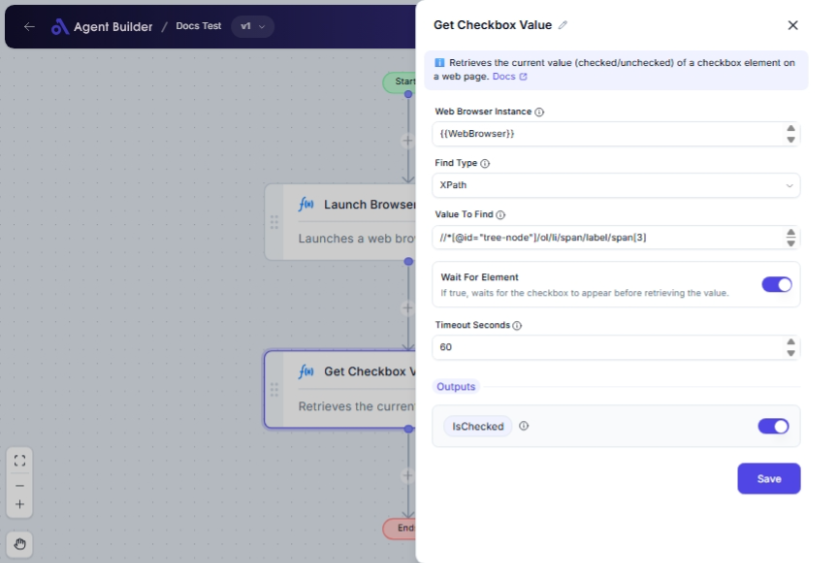 Agent Builder / Docs Test v1
Start
Launch Browser
Launches a web bro
Get Checkbox V
Retrieves the current
End
Get Checkbox Value
Retrieves the current value (checked/unchecked) of a checkbox element on
a web page. Docs
Web Browser Instance
{{WebBrowser}}
Find Type
XPath
Value To Find
//*[@id="tree-node"]/ol/li/span/label/span[3]
Wait For Element
If true, waits for the checkbox to appear before retrieving the value.
Timeout Seconds
60
Outputs
IsChecked
Save